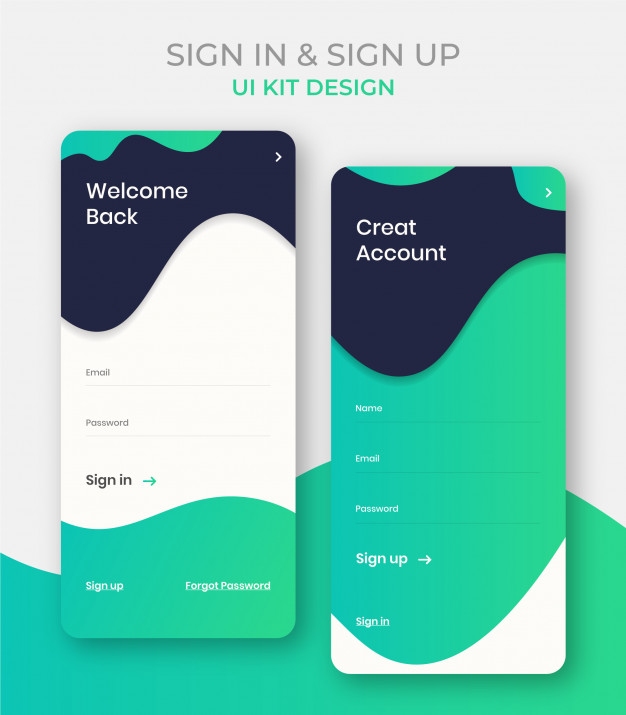 SIGN IN & SIGN UP
UI KIT DESIGN
Welcome
Back
Email
Password
Sign in
Sign up
Forgot Password
Creat
Account
Name
Email
Password
Sign up
Sign in